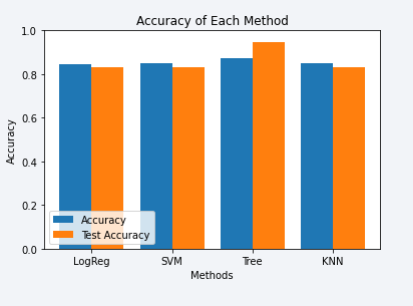 Accuracy of Each Method
1.0
0.8
0.6
0.4
0.2
0.0
Accuracy
Accuracy
Test Accuracy
LogReg SVM Tree KNN
Methods